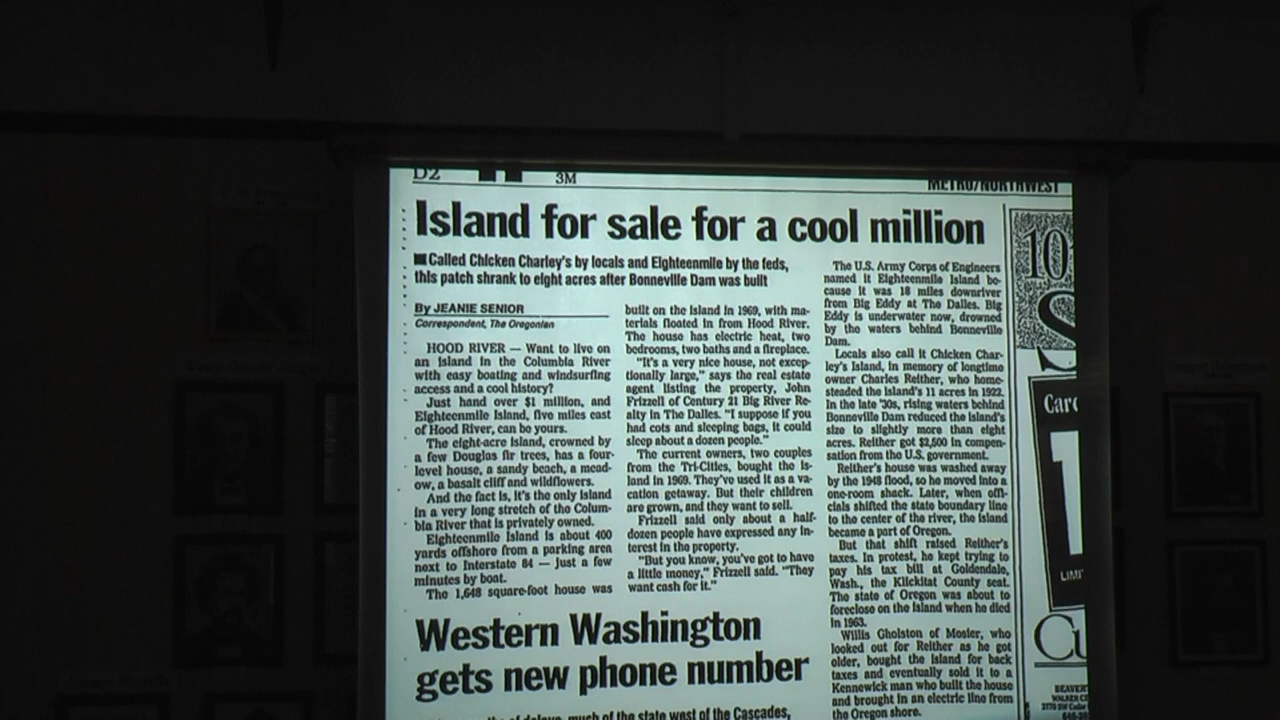 D2
3M
METRO/NORTHWEST
Island for sale for a cool million
Called Chicken Charley's by locals and Eighteenmile by the feds,
this patch shrank to eight acres after Bonneville Dam was built
By JEANIE SENIOR
Correspondent, The Oregonian
HOOD RIVER — Want to live on
an island in the Columbia River
with easy boating and windsurfing
access and a cool history?
Just hand over $1 million, and
Eighteenmile Island, five miles east
of Hood River, can be yours.
The eight-acre island, crowned by
a few Douglas fir trees, has a four-
level house, a sandy beach, a mead-
ow, a basalt cliff and wildflowers.
And the fact is, it's the only island
in a very long stretch of the Colum-
bia River that is privately owned.
Eighteenmile Island is about 400
yards offshore from a parking area
next to Interstate 84 — just a few
minutes by boat.
The 1,648 square-foot house was
built on the island in 1969, with ma-
terials floated in from Hood River.
The house has electric heat, two
bedrooms, two baths and a fireplace.
"It's a very nice house, not excep-
tionally large," says the real estate
agent listing the property, John
Frizzell of Century 21 Big River Re-
alty in The Dalles. "I suppose if you
had cots and sleeping bags, it could
sleep about a dozen people."
The current owners, two couples
from the Tri-Cities, bought the is-
land in 1969. They've used it as a va-
cation getaway. But their children
are grown, and they want to sell.
Frizzell said only about a half-
dozen people have expressed any in-
terest in the property.
"But you know, you've got to have
a little money," Frizzell said. "They
want cash for it."
The U.S. Army Corps of Engineers
named it Eighteenmile Island be-
cause it was 18 miles downriver
from Big Eddy at The Dalles. Big
Eddy is underwater now, drowned
by the waters behind Bonneville
Dam.
Locals also call it Chicken Char-
ley's Island, in memory of longtime
owner Charles Reither, who home-
steaded the island's 11 acres in 1922.
In the late '30s, rising waters behind
Bonneville Dam reduced the island's
size to slightly more than eight
acres. Reither got $2,500 in compen-
sation from the U.S. government.
Reither's house was washed away
by the 1948 flood, so he moved into a
one-room shack. Later, when offi-
cials shifted the state boundary line
to the center of the river, the island
became a part of Oregon.
But that shift raised Reither's
taxes. In protest, he kept trying to
pay his tax bill at Goldendale,
Wash., the Klickitat County seat.
The state of Oregon was about to
foreclose on the island when he died
in 1963.
Willis Gholston of Mosier, who
looked out for Reither as he got
older, bought the island for back
taxes and eventually sold it to a
Kennewick man who built the house
and brought in an electric line from
the Oregon shore.
Western Washington
gets new phone number
of delays, much of the state west of the Cascades,
10
S
Card
1
LIMIT
Cu
BEAVER
WALKER CE